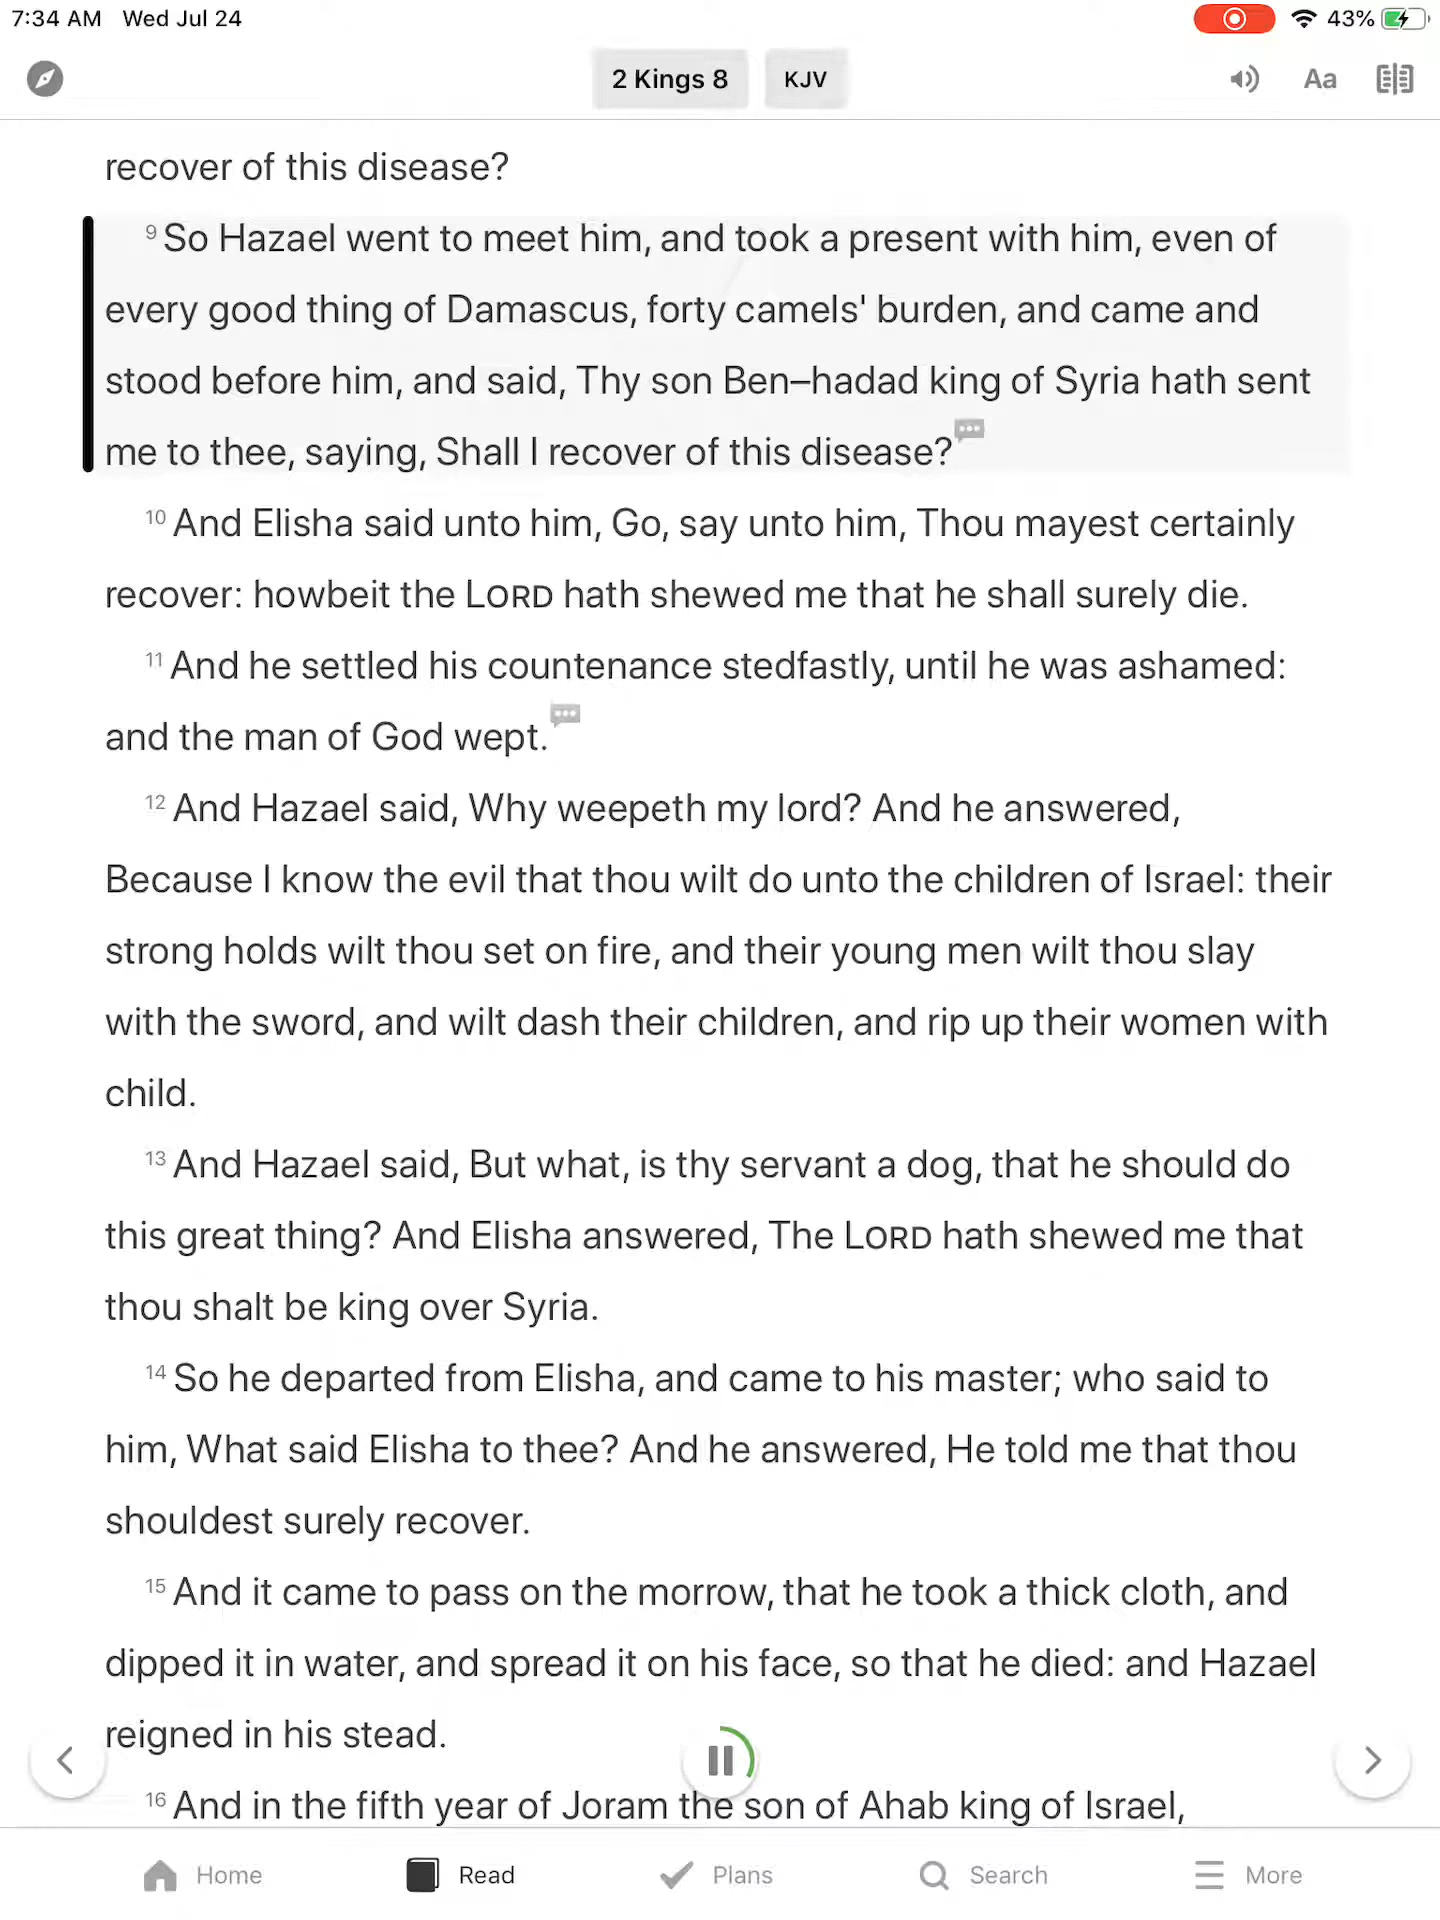 7:34 AM Wed Jul 24
43%
2 Kings 8
KJV
Aa
recover of this disease?
9 So Hazael went to meet him, and took a present with him, even of
every good thing of Damascus, forty camels' burden, and came and
stood before him, and said, Thy son Ben–hadad king of Syria hath sent
me to thee, saying, Shall I recover of this disease?
10 And Elisha said unto him, Go, say unto him, Thou mayest certainly
recover: howbeit the LORD hath shewed me that he shall surely die.
11 And he settled his countenance stedfastly, until he was ashamed:
and the man of God wept.
12 And Hazael said, Why weepeth my lord? And he answered,
Because I know the evil that thou wilt do unto the children of Israel: their
strong holds wilt thou set on fire, and their young men wilt thou slay
with the sword, and wilt dash their children, and rip up their women with
child.
13 And Hazael said, But what, is thy servant a dog, that he should do
this great thing? And Elisha answered, The LORD hath shewed me that
thou shalt be king over Syria.
14 So he departed from Elisha, and came to his master; who said to
him, What said Elisha to thee? And he answered, He told me that thou
shouldest surely recover.
15 And it came to pass on the morrow, that he took a thick cloth, and
dipped it in water, and spread it on his face, so that he died: and Hazael
reigned in his stead.
16 And in the fifth year of Joram the son of Ahab king of Israel,
Home
Read
Plans
Search
More